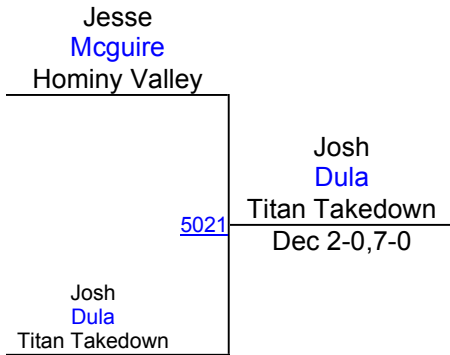 Jesse
Mcguire
Hominy Valley
Josh
Dula
Titan Takedown
5021
Dec 2-0,7-0
Josh
Dula
Titan Takedown